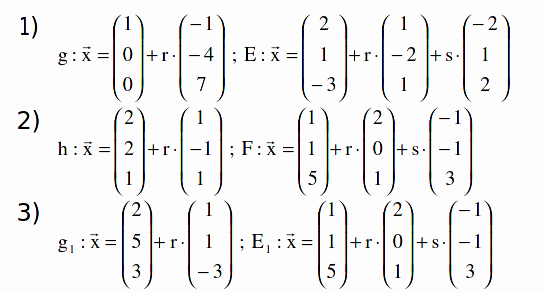 1) g : x⃗ = (1 0 0) + r · (−1 −4 7) ; E : x⃗ = (2 1 −3) + r · (1 −2 1) + s · (−2 1 2)
2) h : x⃗ = (2 2 1) + r · (1 −1 1) ; F : x⃗ = (1 1 5) + r · (2 0 1) + s · (−1 −1 3)
3) g₁ : x⃗ = (2 5 3) + r · (1 1 −3) ; E₁ : x⃗ = (1 1 5) + r · (2 0 1) + s · (−1 −1 3)